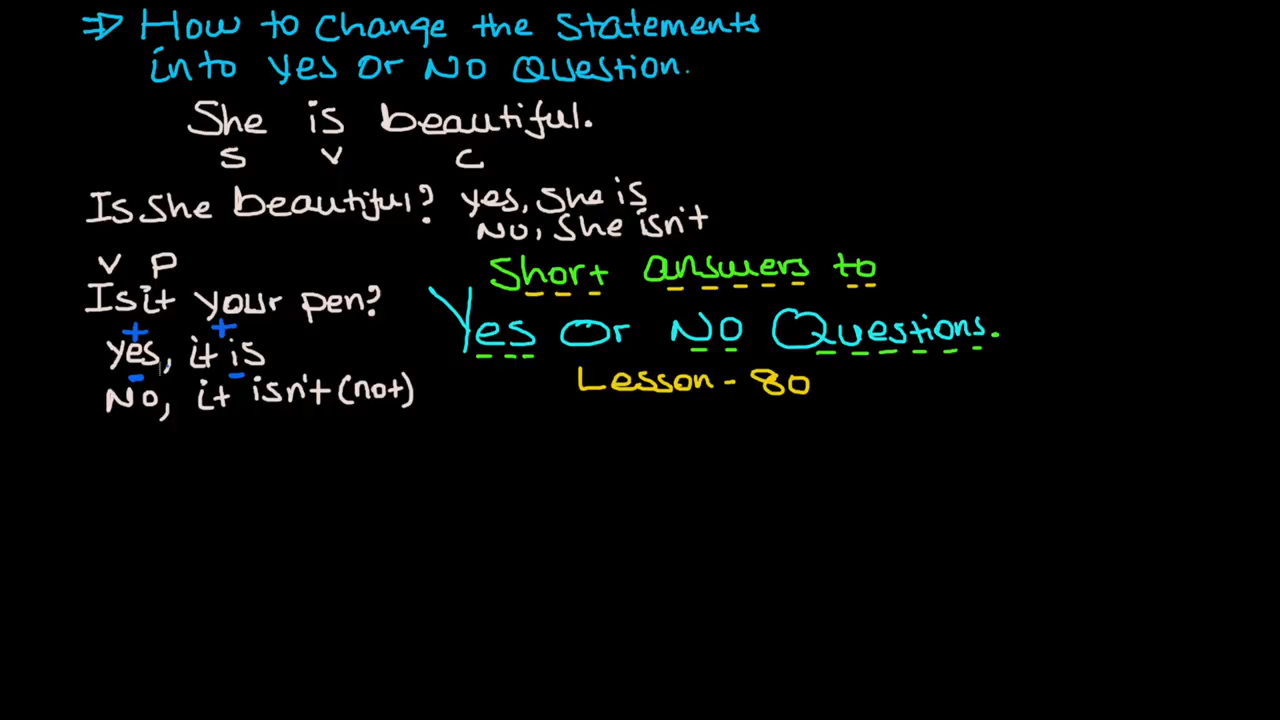 ⇒ How to change the statements
into yes or no question.
She is beautiful.
S V C
Is she beautiful? yes, she is
No, she isn't
V P
Is it your pen?
+ +
yes, it is
- -
No, it isn't (not)
Short answers to
Yes or No Questions.
Lesson - 80